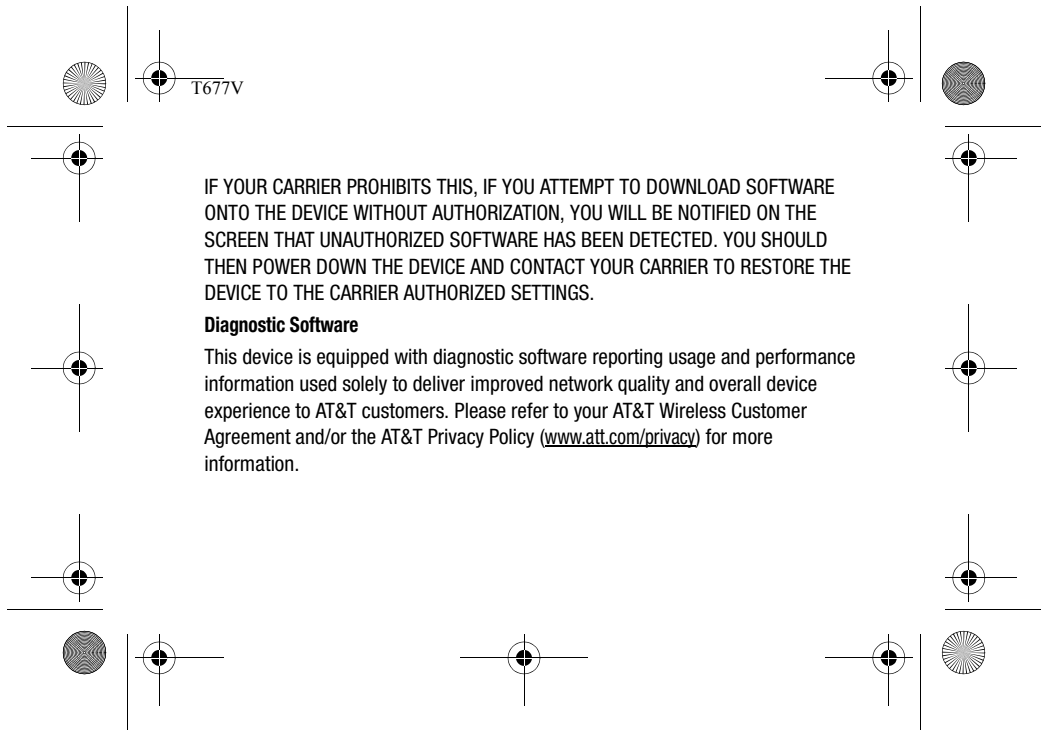 T677V
IF YOUR CARRIER PROHIBITS THIS, IF YOU ATTEMPT TO DOWNLOAD SOFTWARE
ONTO THE DEVICE WITHOUT AUTHORIZATION, YOU WILL BE NOTIFIED ON THE
SCREEN THAT UNAUTHORIZED SOFTWARE HAS BEEN DETECTED. YOU SHOULD
THEN POWER DOWN THE DEVICE AND CONTACT YOUR CARRIER TO RESTORE THE
DEVICE TO THE CARRIER AUTHORIZED SETTINGS.
Diagnostic Software
This device is equipped with diagnostic software reporting usage and performance
information used solely to deliver improved network quality and overall device
experience to AT&T customers. Please refer to your AT&T Wireless Customer
Agreement and/or the AT&T Privacy Policy (www.att.com/privacy) for more
information.